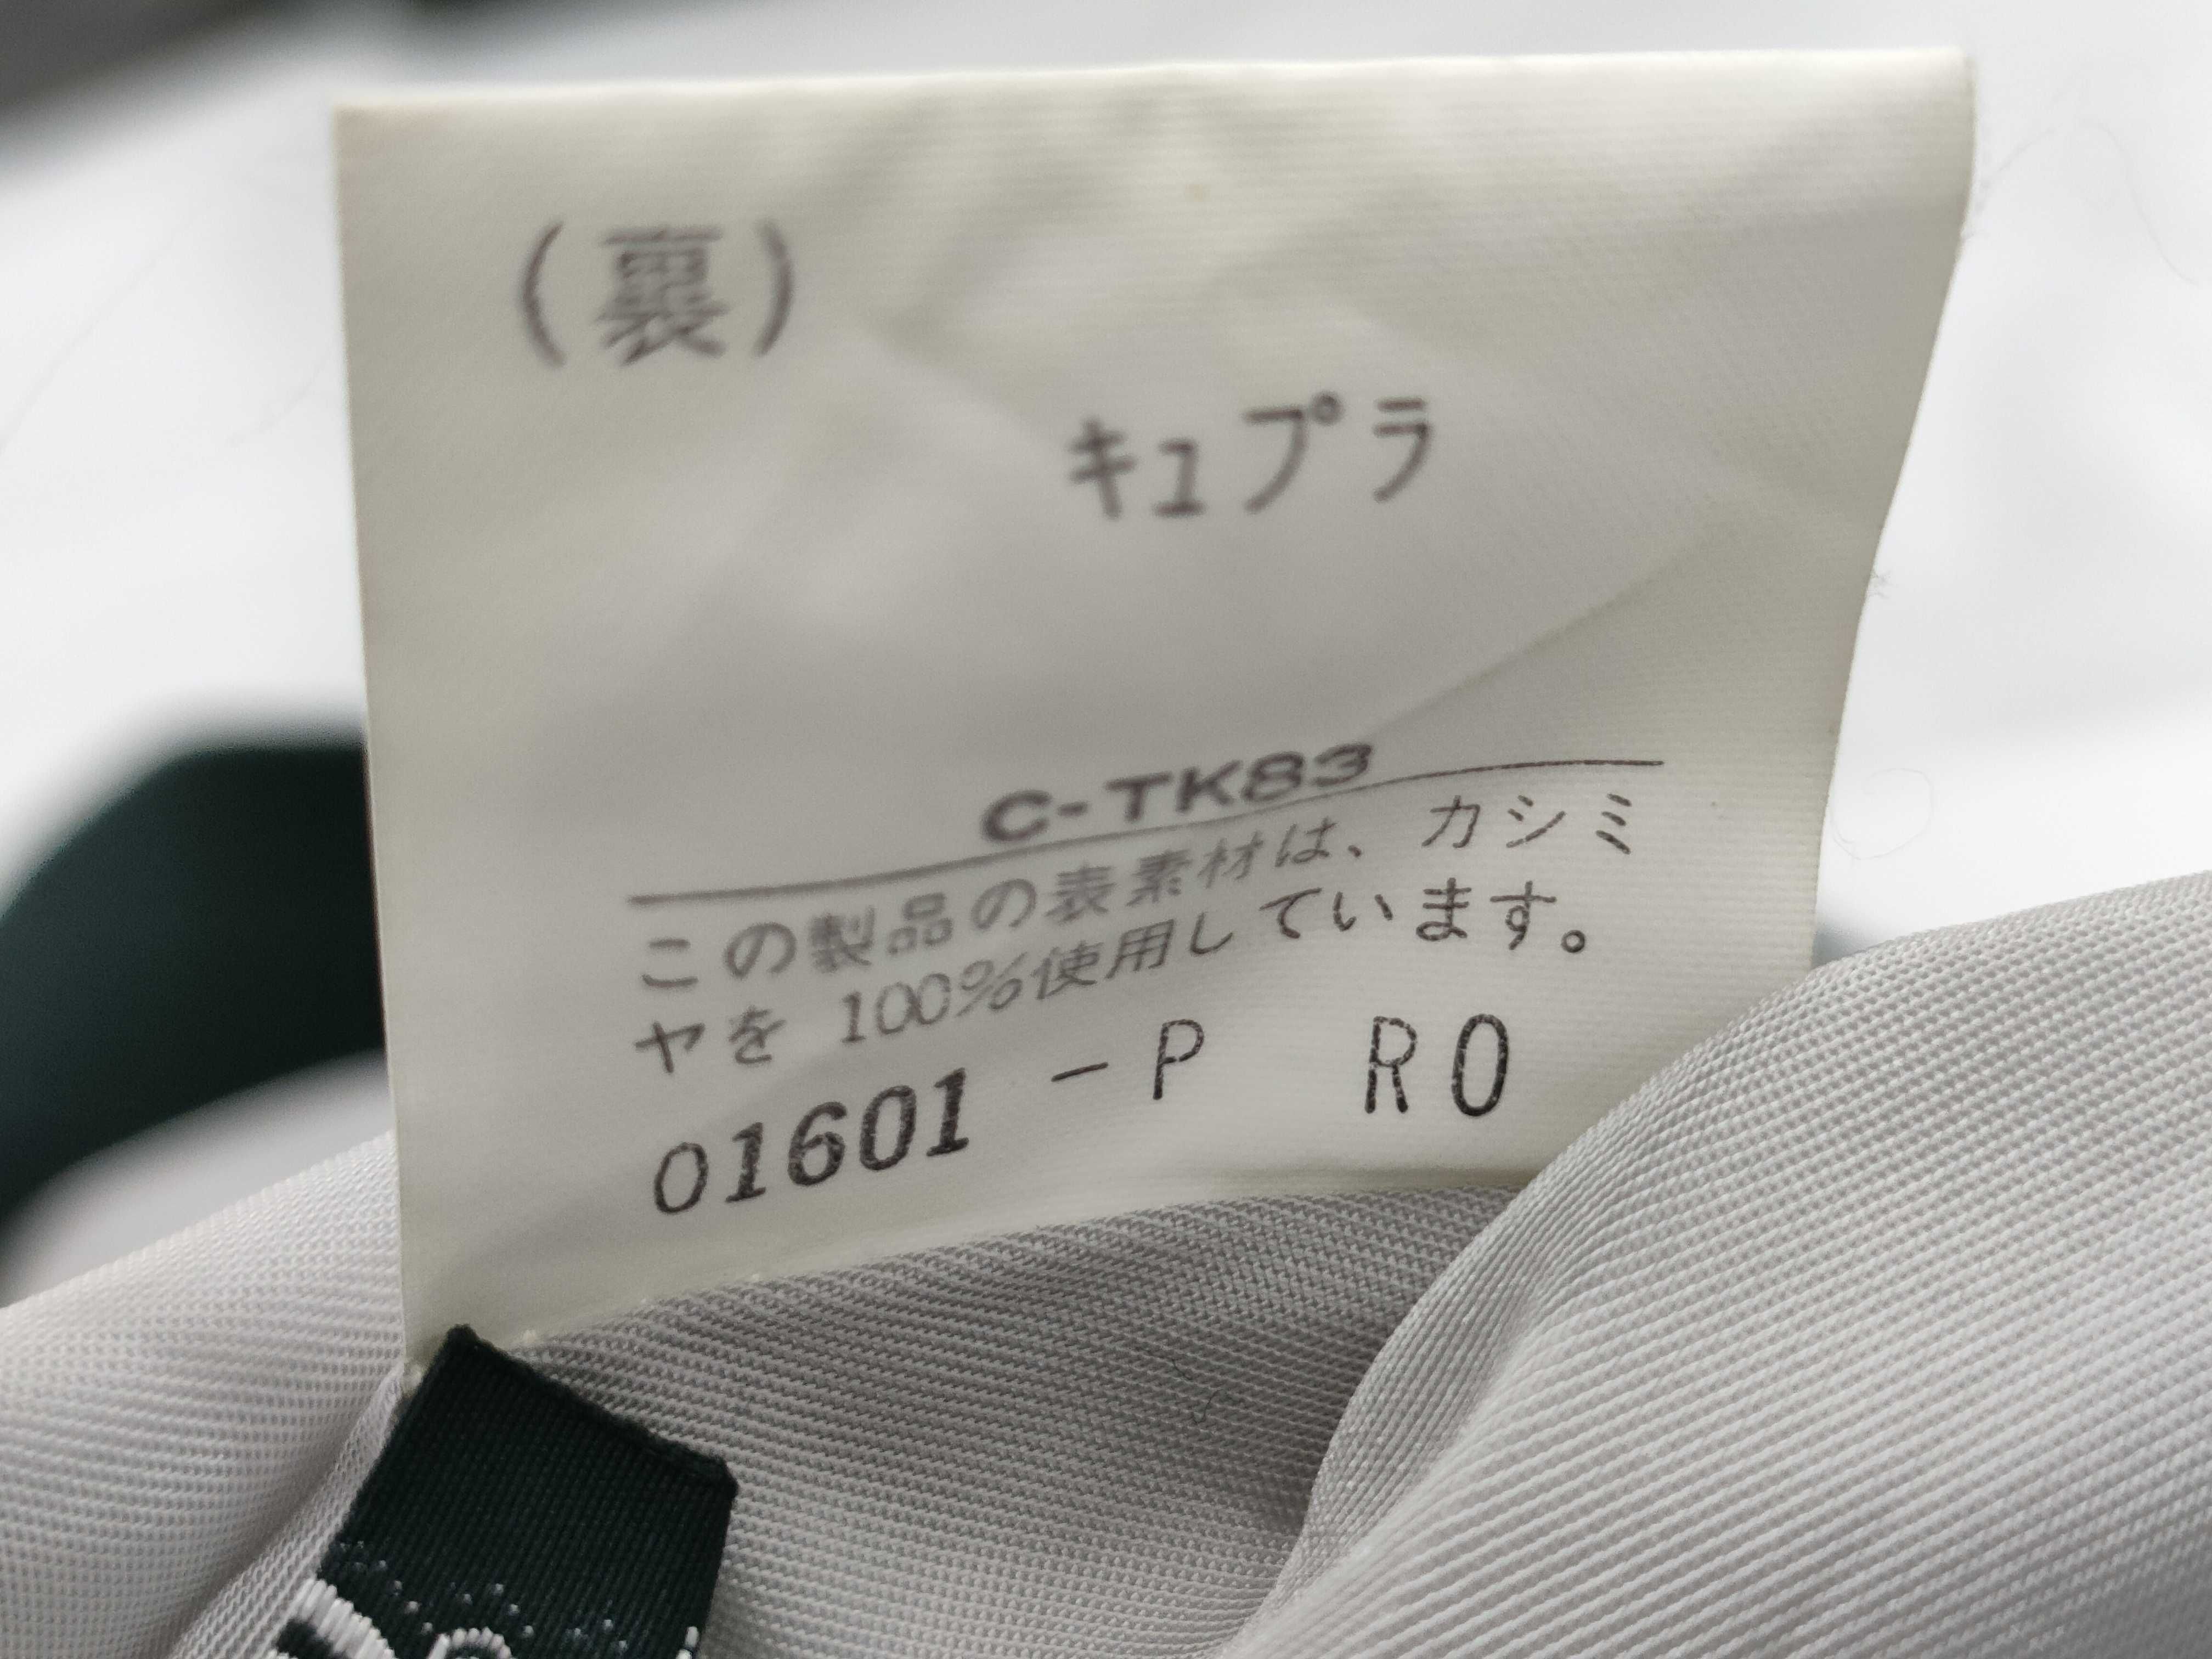 (裏)
キュプラ
C-TK83
この製品の表素材は、カシミ
ヤを 100%使用しています。
01601 -P RO